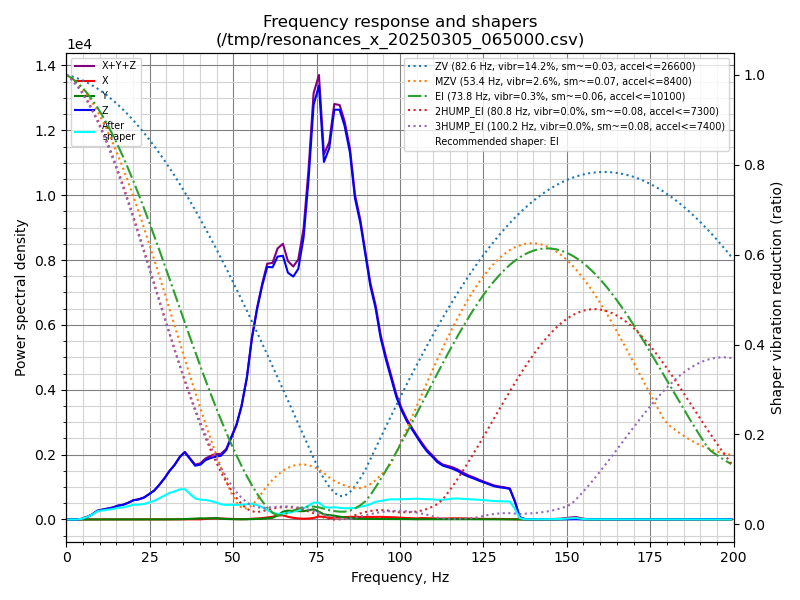 Frequency response and shapers
(/tmp/resonances_x_20250305_065000.csv)
1e4
X+Y+Z
X
Y
Z
After
shaper
ZV (82.6 Hz, vibr=14.2%, sm~=0.03, accel<=26600)
MZV (53.4 Hz, vibr=2.6%, sm~=0.07, accel<=8400)
EI (73.8 Hz, vibr=0.3%, sm~=0.06, accel<=10100)
2HUMP_EI (80.8 Hz, vibr=0.0%, sm~=0.08, accel<=7300)
3HUMP_EI (100.2 Hz, vibr=0.0%, sm~=0.08, accel<=7400)
Recommended shaper: EI
Power spectral density
1.4
1.2
1.0
0.8
0.6
0.4
0.2
0.0
Shaper vibration reduction (ratio)
1.0
0.8
0.6
0.4
0.2
0.0
0 25 50 75 100 125 150 175 200
Frequency, Hz